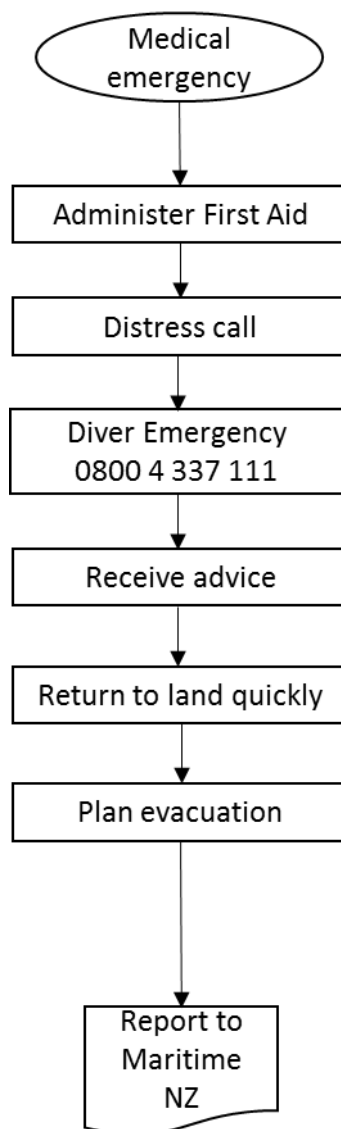 Medical
emergency
Administer First Aid
Distress call
Diver Emergency
0800 4 337 111
Receive advice
Return to land quickly
Plan evacuation
Report to
Maritime
NZ